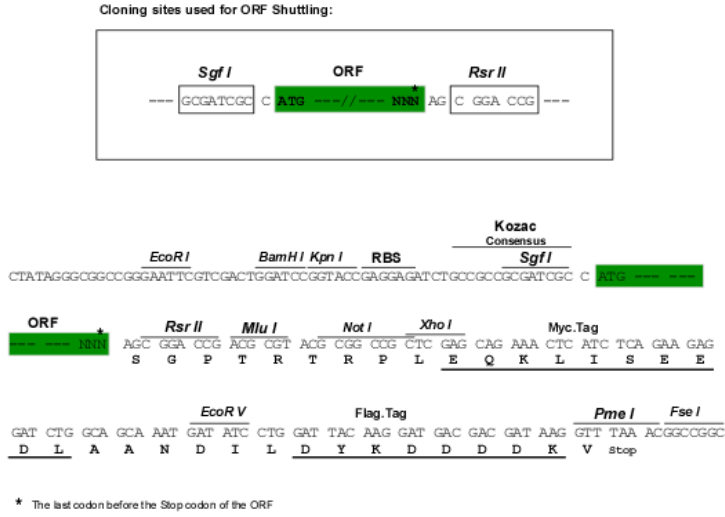 Cloning sites used for ORF Shuttling:
Sgf I ORF Rsr II
*
--- GCGATCGC C ATG ---//--- NNN AG C GGA CCG ---
Kozac
Consensus
EcoR I BamH I Kpn I RBS Sgf I
CTATAGGGCGGCCGGGAATTCGTCGACTGGATCCGGTACCGAGGAGATCTGCCGCCGCGATCGC C ATG --- ---
ORF * Rsr II Mlu I Not I Xho I Myc.Tag
--- --- NNN AGC GGA CCG ACG CGT ACG CGG CCG CTC GAG CAG AAA CTC ATC TCA GAA GAG
S G P T R T R P L E Q K L I S E E
EcoR V Flag.Tag Pme I Fse I
GAT CTG GCA GCA AAT GAT ATC CTG GAT TAC AAG GAT GAC GAC GAT AAG GTT TAA ACGGCCGGC
D L A A N D I L D Y K D D D D K V Stop
* The last codon before the Stop codon of the ORF